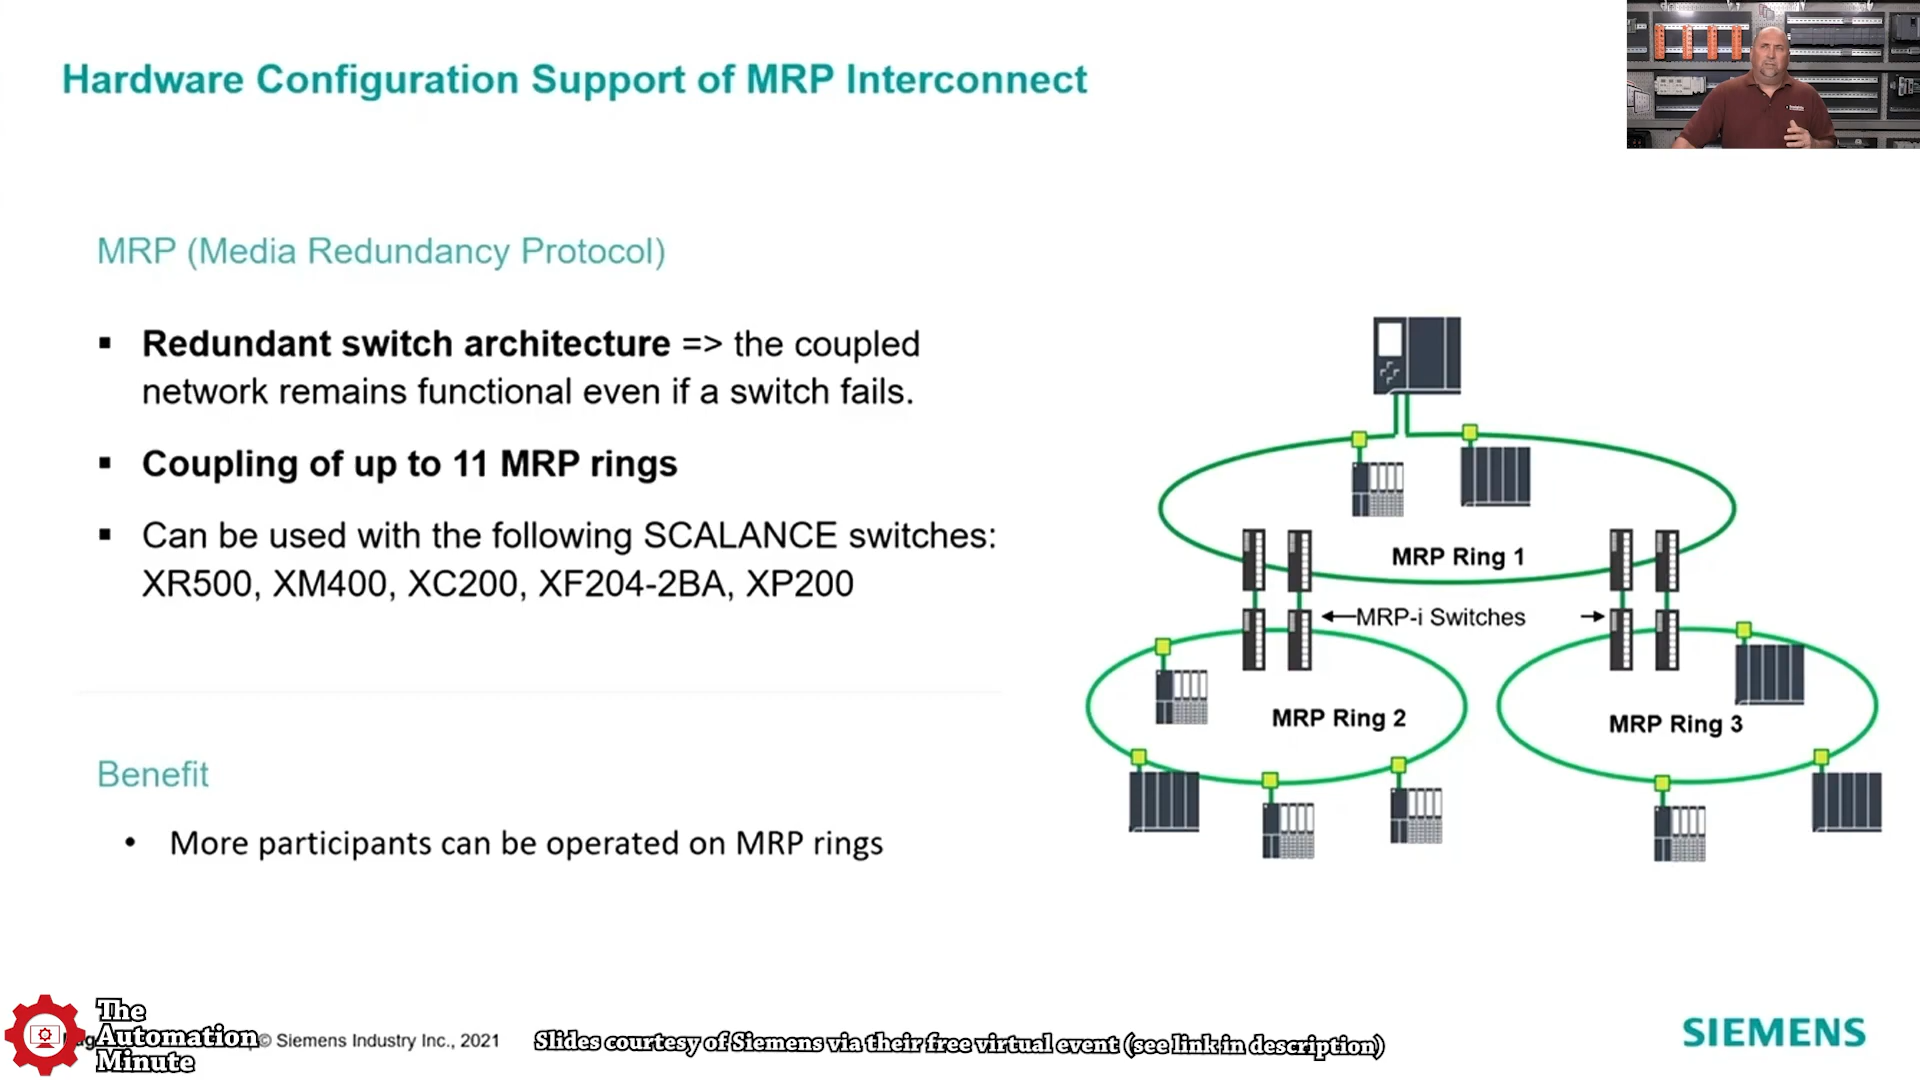 Hardware Configuration Support of MRP Interconnect
MRP (Media Redundancy Protocol)
▪ Redundant switch architecture => the coupled
network remains functional even if a switch fails.
▪ Coupling of up to 11 MRP rings
▪ Can be used with the following SCALANCE switches:
XR500, XM400, XC200, XF204-2BA, XP200
Benefit
• More participants can be operated on MRP rings
MRP Ring 1
MRP-i Switches
MRP Ring 2
MRP Ring 3
The
Automation
Minute
© Siemens Industry Inc., 2021
Slides courtesy of Siemens via their free virtual event (see link in description)
SIEMENS